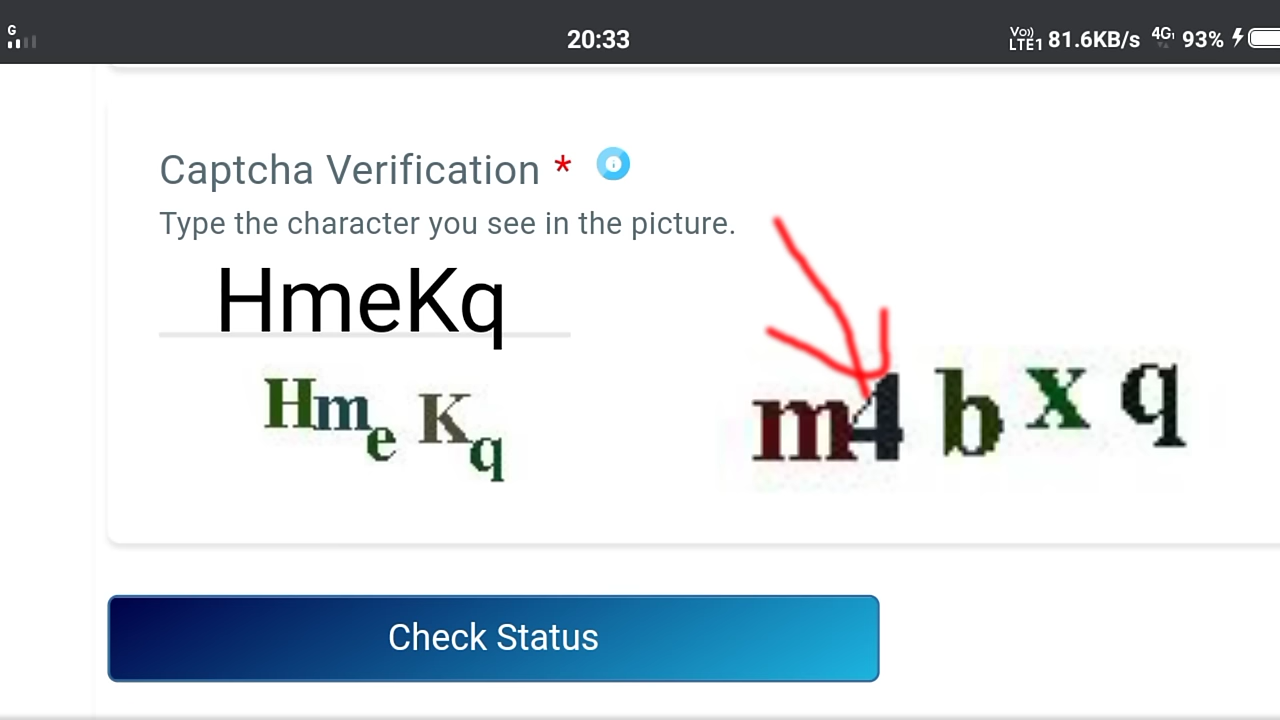 G 20:33 Vo)) LTE1 81.6KB/s 4G 93%
Captcha Verification *
Type the character you see in the picture.
HmeKq
HmeKq m4bxq
Check Status